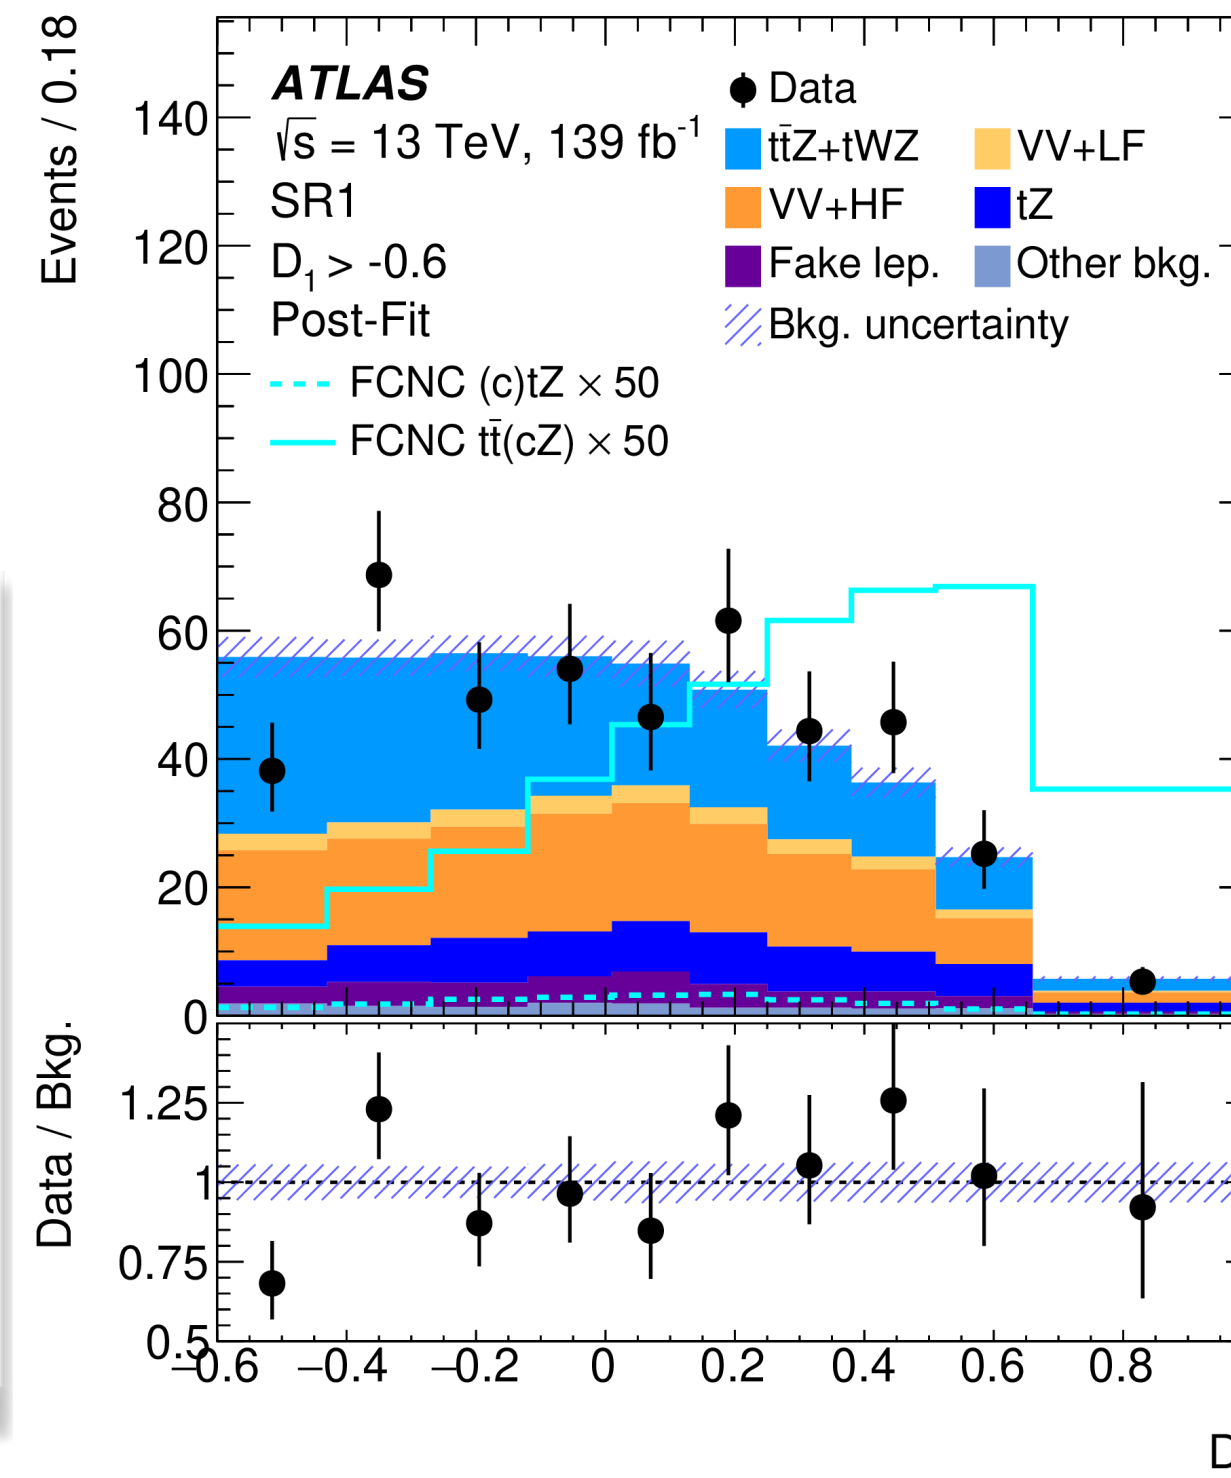 Events / 0.18
140
120
100
80
60
40
20
0
ATLAS
√s = 13 TeV, 139 fb-1
SR1
D1 > -0.6
Post-Fit
FCNC (c)tZ × 50
FCNC tt̄(cZ) × 50
Data
tt̄Z+tWZ
VV+LF
VV+HF
tZ
Fake lep.
Other bkg.
Bkg. uncertainty
Data / Bkg.
1.25
1
0.75
0.5
−0.6 −0.4 −0.2 0 0.2 0.4 0.6 0.8
D